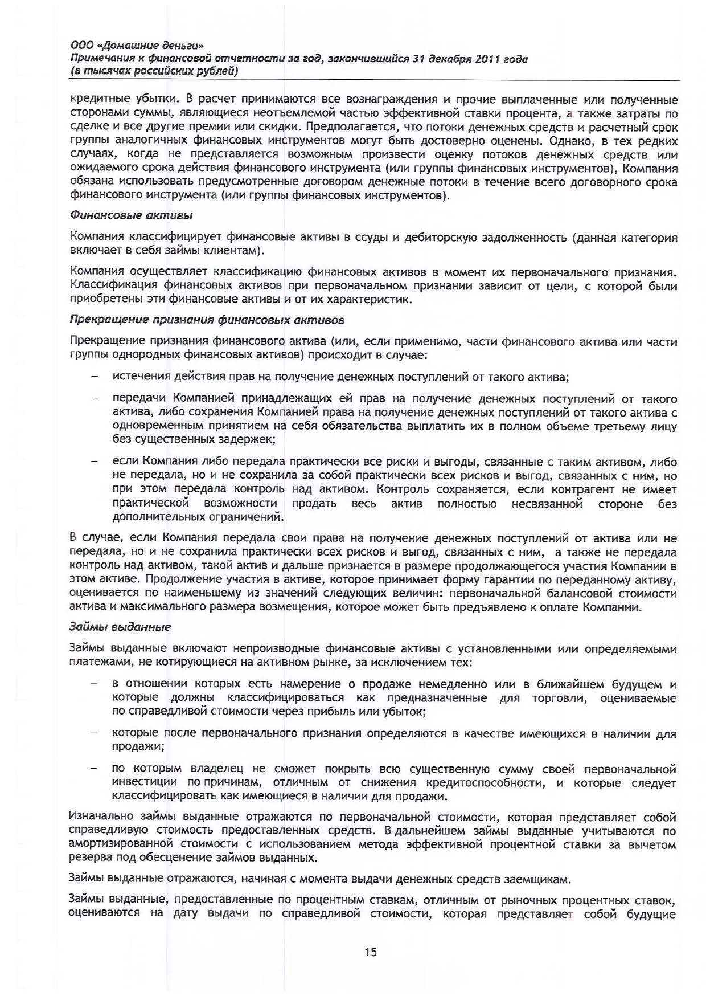 ООО «Домашние деньги»
Примечания к финансовой отчетности за год, закончившийся 31 декабря 2011 года
(в тысячах российских рублей)
кредитные убытки. В расчет принимаются все вознаграждения и прочие выплаченные или полученные
сторонами суммы, являющиеся неотъемлемой частью эффективной ставки процента, а также затраты по
сделке и все другие премии или скидки. Предполагается, что потоки денежных средств и расчетный срок
группы аналогичных финансовых инструментов могут быть достоверно оценены. Однако, в тех редких
случаях, когда не представляется возможным произвести оценку потоков денежных средств или
ожидаемого срока действия финансового инструмента (или группы финансовых инструментов), Компания
обязана использовать предусмотренные договором денежные потоки в течение всего договорного срока
финансового инструмента (или группы финансовых инструментов).
Финансовые активы
Компания классифицирует финансовые активы в ссуды и дебиторскую задолженность (данная категория
включает в себя займы клиентам).
Компания осуществляет классификацию финансовых активов в момент их первоначального признания.
Классификация финансовых активов при первоначальном признании зависит от цели, с которой были
приобретены эти финансовые активы и от их характеристик.
Прекращение признания финансовых активов
Прекращение признания финансового актива (или, если применимо, части финансового актива или части
группы однородных финансовых активов) происходит в случае:
– истечения действия прав на получение денежных поступлений от такого актива;
– передачи Компанией принадлежащих ей прав на получение денежных поступлений от такого
актива, либо сохранения Компанией права на получение денежных поступлений от такого актива с
одновременным принятием на себя обязательства выплатить их в полном объеме третьему лицу
без существенных задержек;
– если Компания либо передала практически все риски и выгоды, связанные с таким активом, либо
не передала, но и не сохранила за собой практически всех рисков и выгод, связанных с ним, но
при этом передала контроль над активом. Контроль сохраняется, если контрагент не имеет
практической возможности продать весь актив полностью несвязанной стороне без
дополнительных ограничений.
В случае, если Компания передала свои права на получение денежных поступлений от актива или не
передала, но и не сохранила практически всех рисков и выгод, связанных с ним, а также не передала
контроль над активом, такой актив и дальше признается в размере продолжающегося участия Компании в
этом активе. Продолжение участия в активе, которое принимает форму гарантии по переданному активу,
оценивается по наименьшему из значений следующих величин: первоначальной балансовой стоимости
актива и максимального размера возмещения, которое может быть предъявлено к оплате Компании.
Займы выданные
Займы выданные включают непроизводные финансовые активы с установленными или определяемыми
платежами, не котирующиеся на активном рынке, за исключением тех:
– в отношении которых есть намерение о продаже немедленно или в ближайшем будущем и
которые должны классифицироваться как предназначенные для торговли, оцениваемые
по справедливой стоимости через прибыль или убыток;
– которые после первоначального признания определяются в качестве имеющихся в наличии для
продажи;
– по которым владелец не сможет покрыть всю существенную сумму своей первоначальной
инвестиции по причинам, отличным от снижения кредитоспособности, и которые следует
классифицировать как имеющиеся в наличии для продажи.
Изначально займы выданные отражаются по первоначальной стоимости, которая представляет собой
справедливую стоимость предоставленных средств. В дальнейшем займы выданные учитываются по
амортизированной стоимости с использованием метода эффективной процентной ставки за вычетом
резерва под обесценение займов выданных.
Займы выданные отражаются, начиная с момента выдачи денежных средств заемщикам.
Займы выданные, предоставленные по процентным ставкам, отличным от рыночных процентных ставок,
оцениваются на дату выдачи по справедливой стоимости, которая представляет собой будущие
15